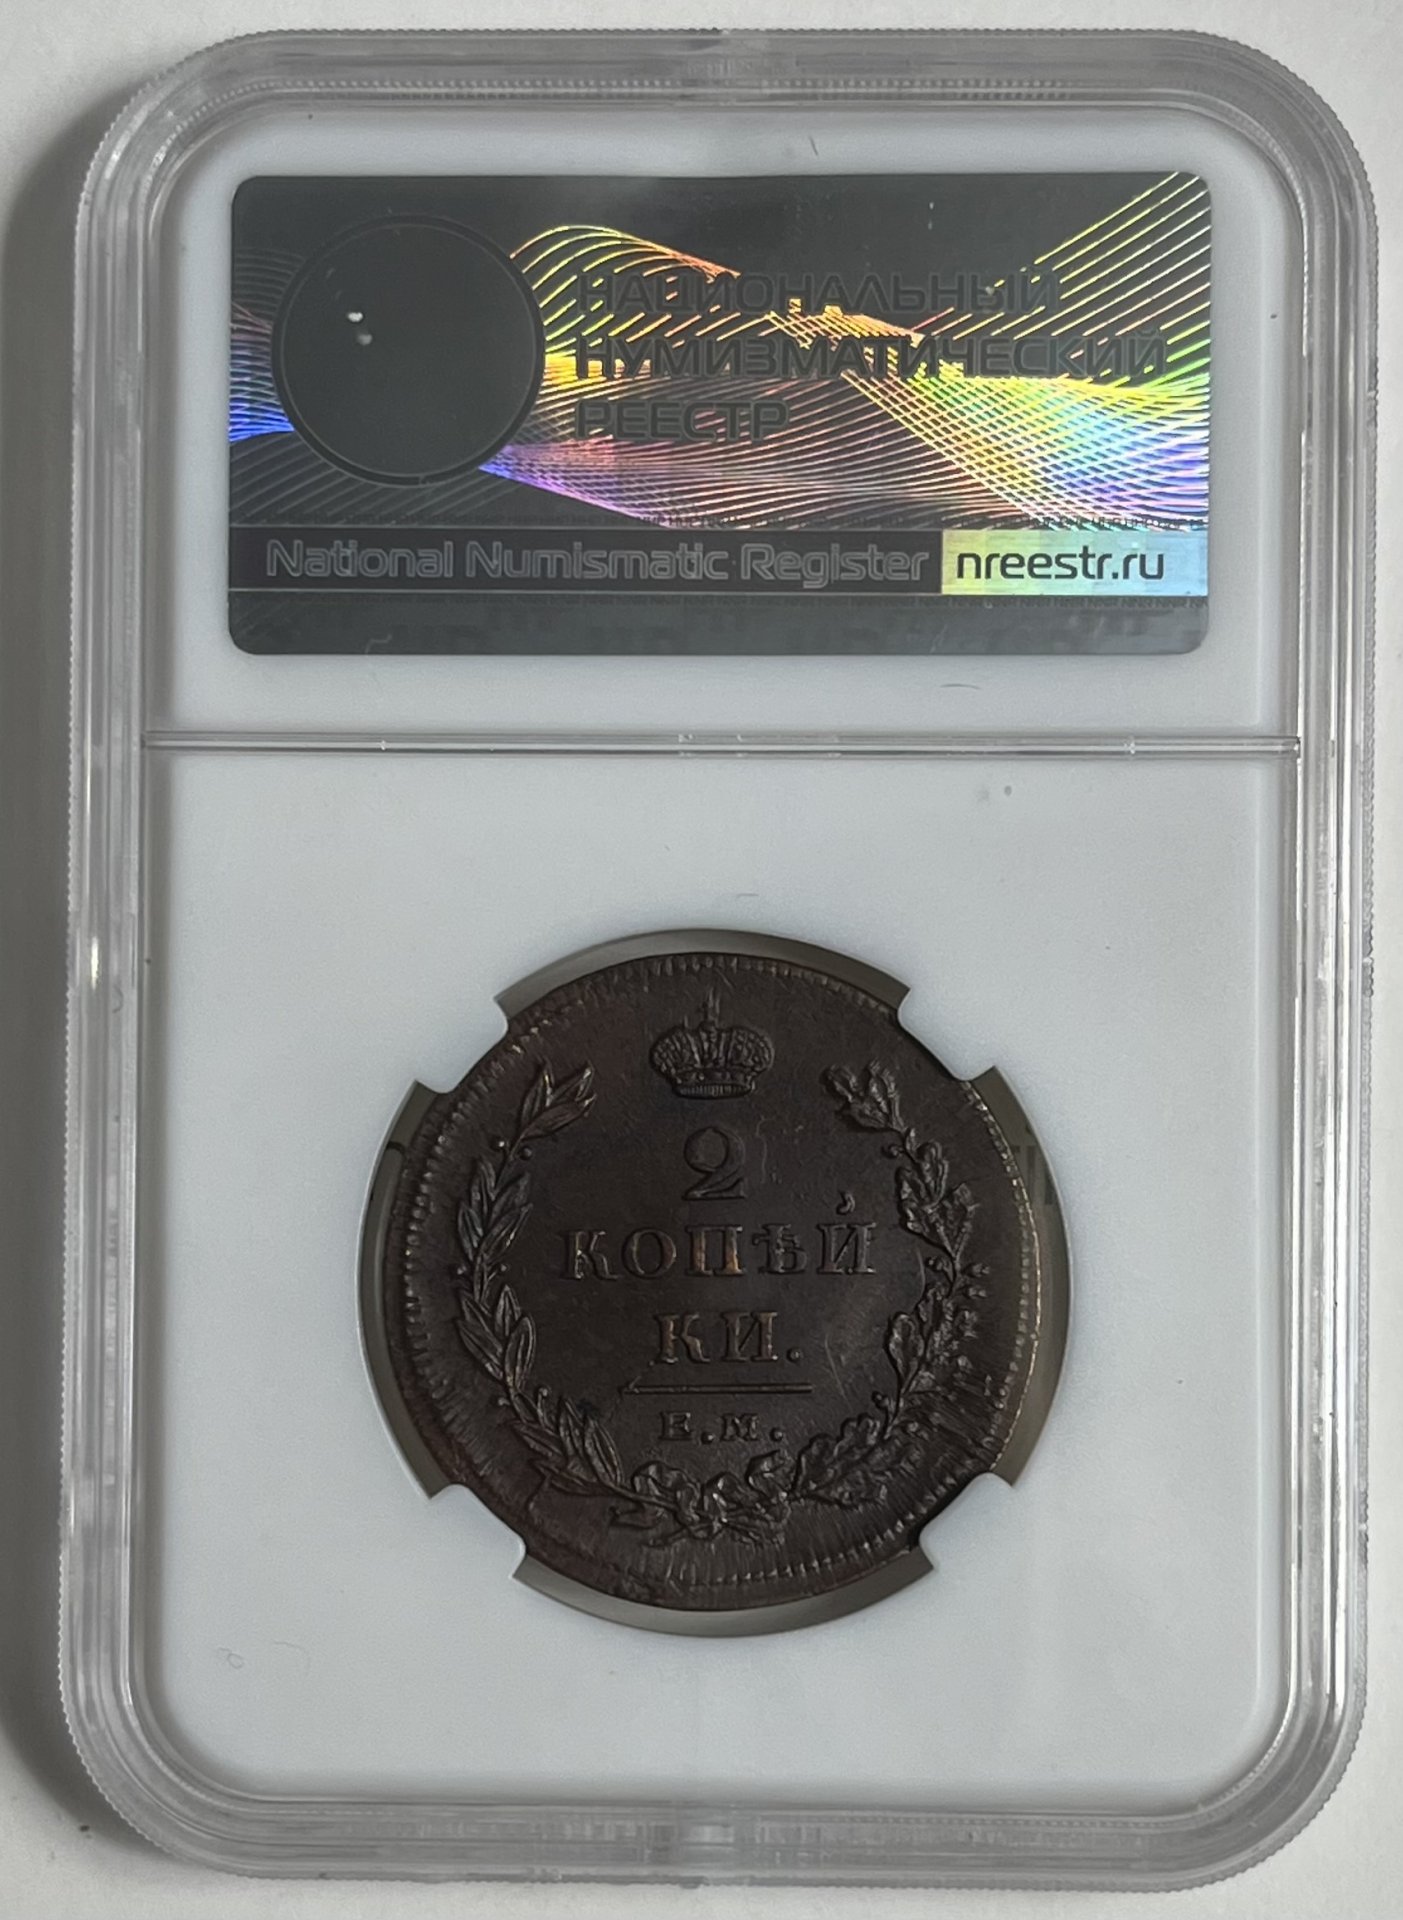 НАЦИОНАЛЬНЫЙ
НУМИЗМАТИЧЕСКИЙ
РЕЕСТР
National Numismatic Register nreestr.ru
2
КОПѢЙ
КИ.
Е.М.